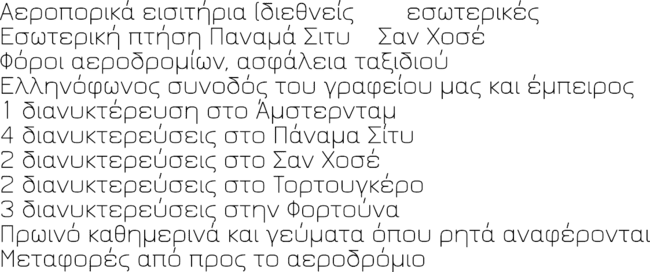 Αεροπορικά εισιτήρια (διεθνείς εσωτερικές
Εσωτερική πτήση Παναμά Σιτυ Σαν Χοσέ
Φόροι αεροδρομίων, ασφάλεια ταξιδιού
Ελληνόφωνος συνοδός του γραφείου μας και έμπειρος
1 διανυκτέρευση στο Άμστερνταμ
4 διανυκτερεύσεις στο Πάναμα Σίτυ
2 διανυκτερεύσεις στο Σαν Χοσέ
2 διανυκτερεύσεις στο Τορτουγκέρο
3 διανυκτερεύσεις στην Φορτούνα
Πρωινό καθημερινά και γεύματα όπου ρητά αναφέρονται
Μεταφορές από προς το αεροδρόμιο